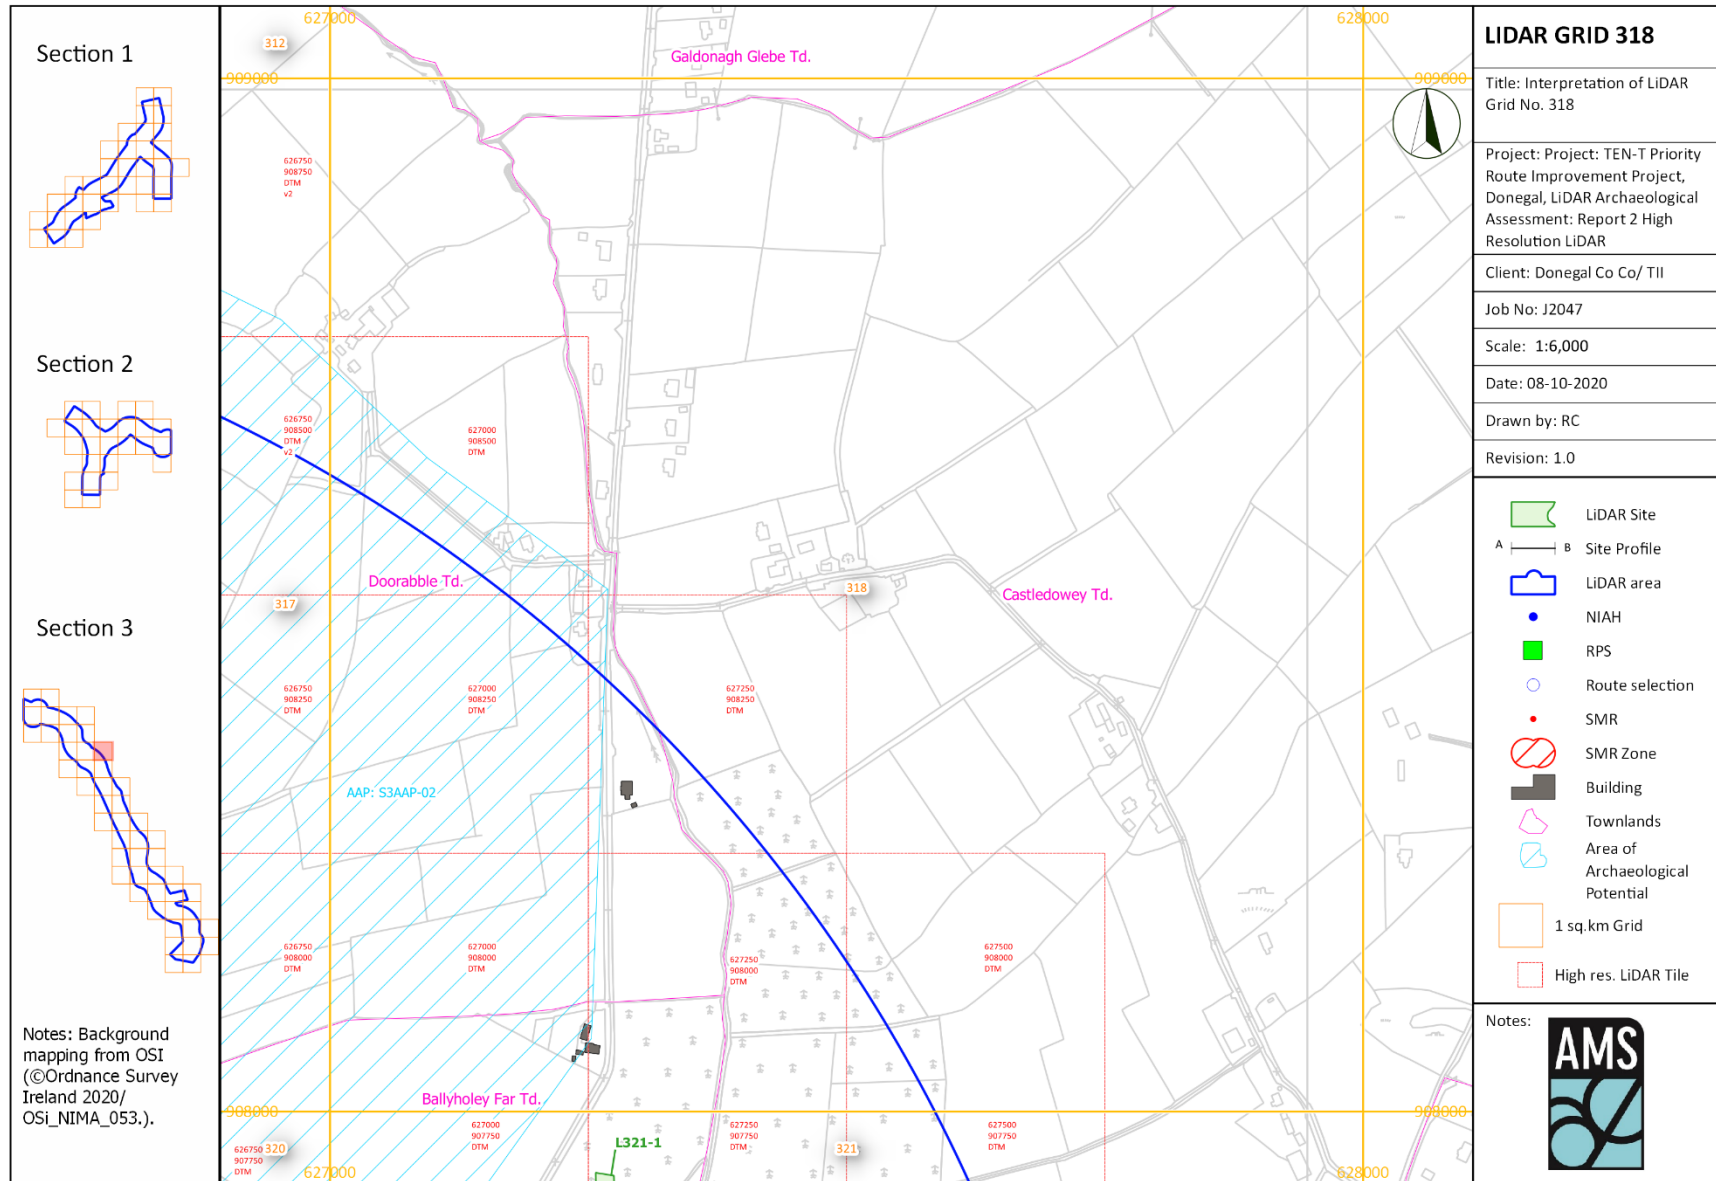 Section 1
Section 2
Section 3
Notes: Background
mapping from OSI
(©Ordnance Survey
Ireland 2020/
OSi_NIMA_053.).
627000
628000
312
Galdonagh Glebe Td.
909000
909000
626750
908750
DTM
v2
626750
908500
DTM
v2
627000
908500
DTM
Doorabble Td.
317
318
Castledowey Td.
626750
908250
DTM
627000
908250
DTM
627250
908250
DTM
AAP: S3AAP-02
626750
908000
DTM
627000
908000
DTM
627250
908000
DTM
627500
908000
DTM
Ballyholey Far Td.
908000
908000
627000
907750
DTM
627250
907750
DTM
627500
907750
DTM
626750
907750
DTM
320
L321-1
321
627000
628000
LIDAR GRID 318
Title: Interpretation of LiDAR
Grid No. 318
Project: Project: TEN-T Priority
Route Improvement Project,
Donegal, LiDAR Archaeological
Assessment: Report 2 High
Resolution LiDAR
Client: Donegal Co Co/ TII
Job No: J2047
Scale: 1:6,000
Date: 08-10-2020
Drawn by: RC
Revision: 1.0
LiDAR Site
A B Site Profile
LiDAR area
NIAH
RPS
Route selection
SMR
SMR Zone
Building
Townlands
Area of
Archaeological
Potential
1 sq.km Grid
High res. LiDAR Tile
Notes:
AMS